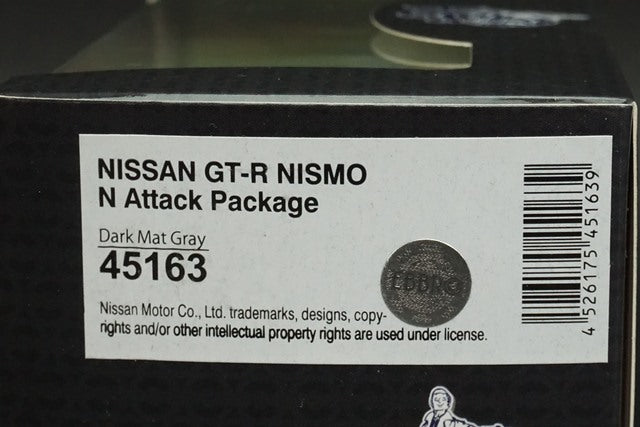 NISSAN GT-R NISMO
N Attack Package
Dark Mat Gray
45163
EBBRO
Nissan Motor Co., Ltd. trademarks, designs, copy-
rights and/or other intellectual property rights are used under license.
4 526175 451639